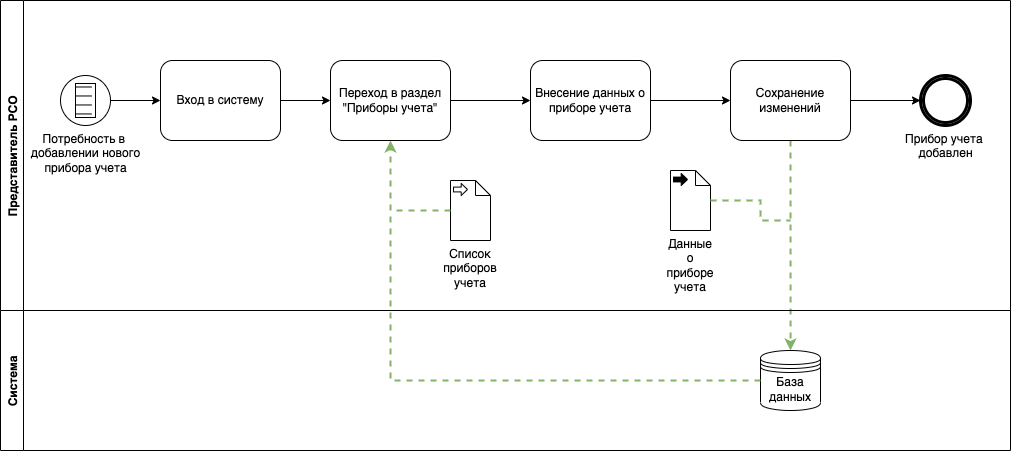 Представитель РСО
Потребность в
добавлении нового
прибора учета
Вход в систему
Переход в раздел
"Приборы учета"
Внесение данных о
приборе учета
Сохранение
изменений
Прибор учета
добавлен
Список
приборов
учета
Данные
о
приборе
учета
Система
База
данных